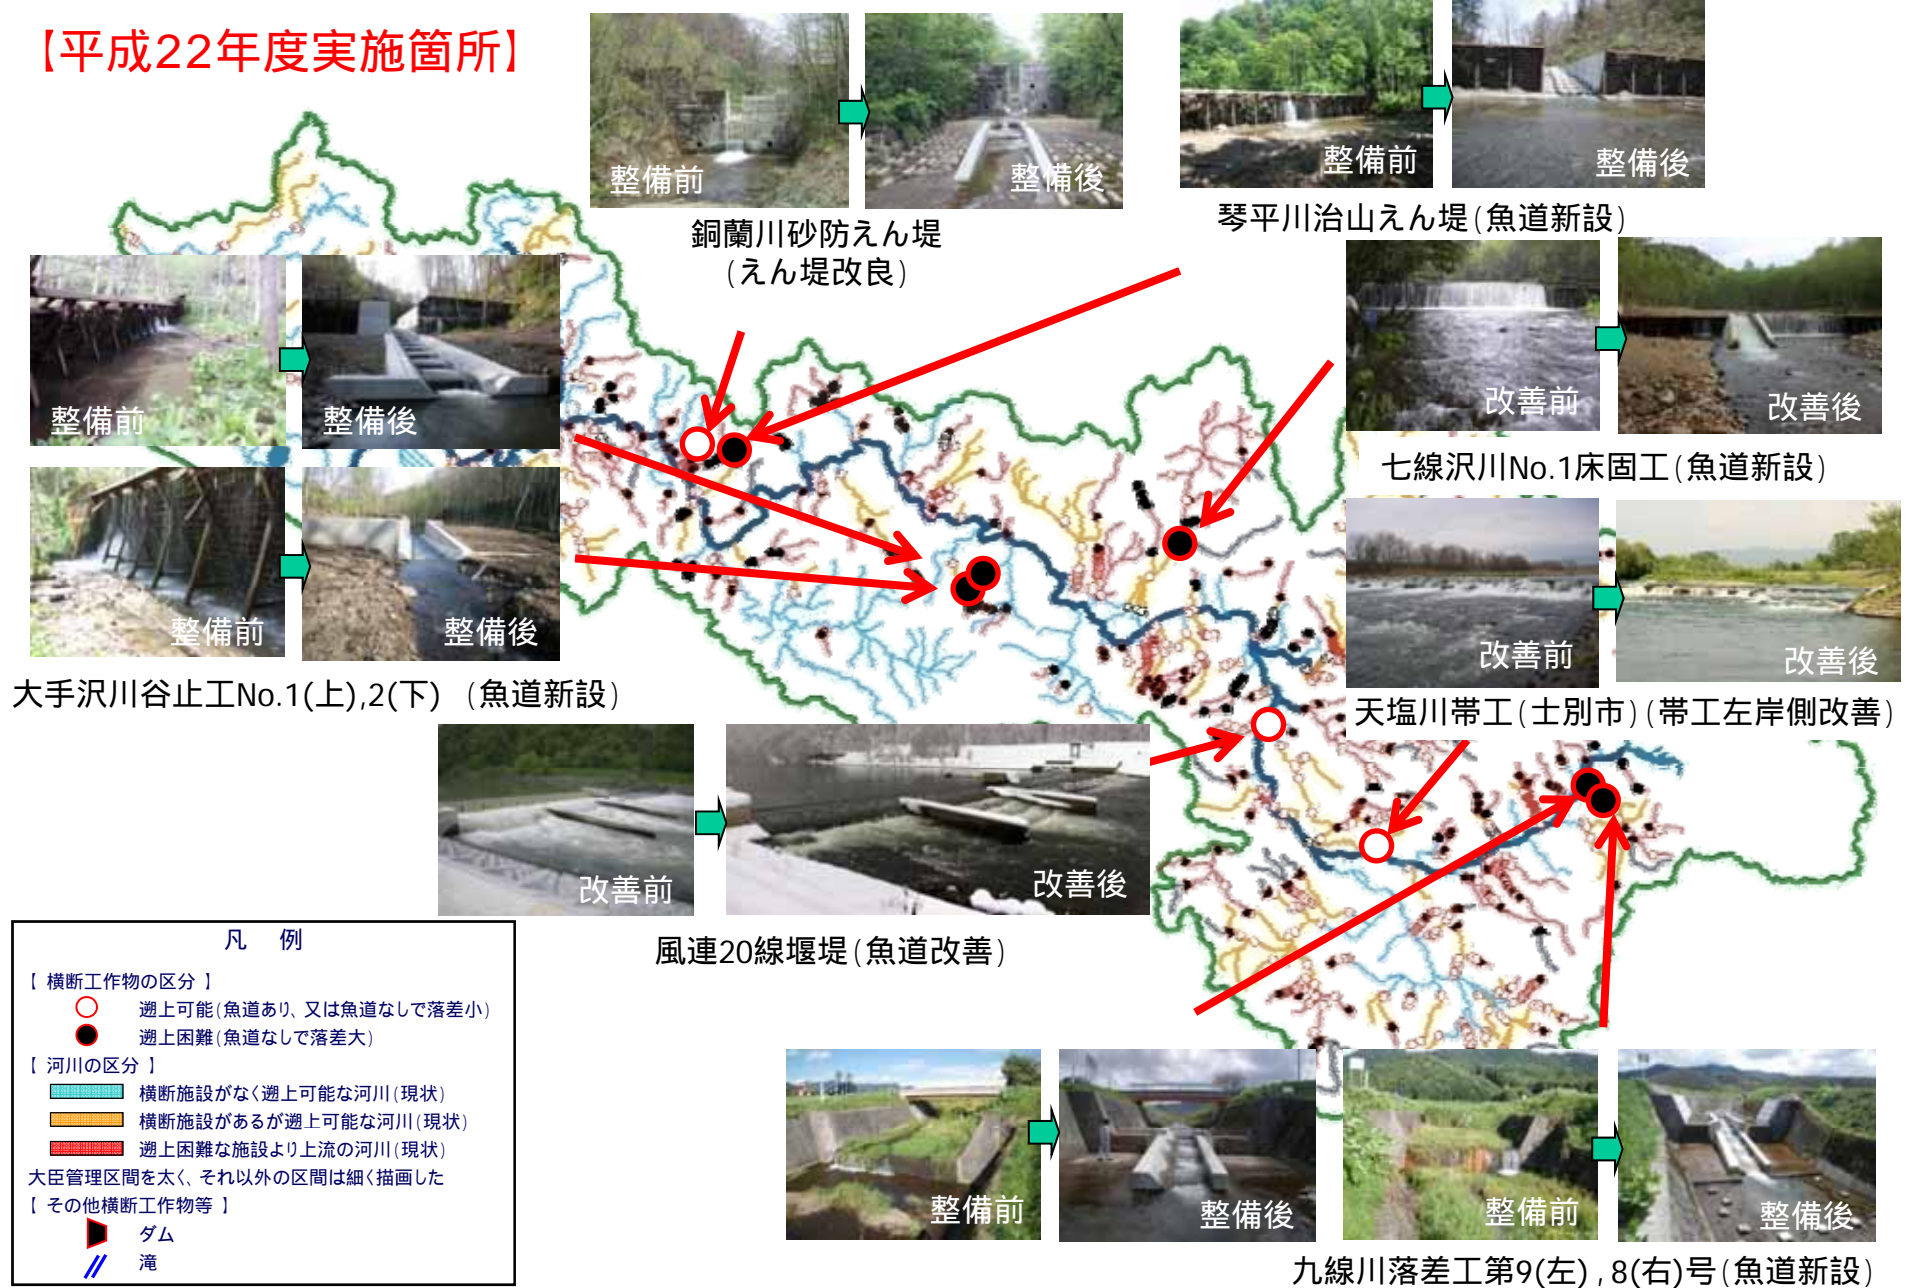 【平成22年度実施箇所】
整備前
整備後
銅蘭川砂防えん堤
(えん堤改良)
整備前
整備後
琴平川治山えん堤(魚道新設)
整備前
整備後
整備前
整備後
大手沢川谷止工No.1(上),2(下) (魚道新設)
改善前
改善後
七線沢川No.1床固工(魚道新設)
改善前
改善後
天塩川帯工(士別市)(帯工左岸側改善)
改善前
改善後
風連20線堰堤(魚道改善)
整備前
整備後
整備前
整備後
九線川落差工第9(左),8(右)号(魚道新設)
凡 例
【 横断工作物の区分 】
遡上可能(魚道あり、又は魚道なしで落差小)
遡上困難(魚道なしで落差大)
【 河川の区分 】
横断施設がなく遡上可能な河川(現状)
横断施設があるが遡上可能な河川(現状)
遡上困難な施設より上流の河川(現状)
大臣管理区間を太く、それ以外の区間は細く描画した
【 その他横断工作物等 】
ダム
滝